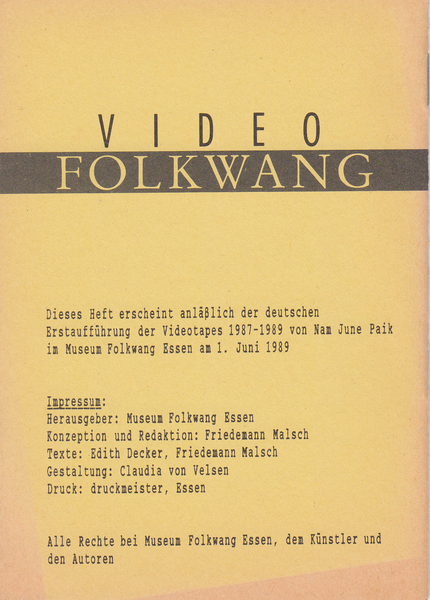 VIDEO
FOLKWANG
Dieses Heft erscheint anläßlich der deutschen
Erstaufführung der Videotapes 1987-1989 von Nam June Paik
im Museum Folkwang Essen am 1. Juni 1989
Impressum:
Herausgeber: Museum Folkwang Essen
Konzeption und Redaktion: Friedemann Malsch
Texte: Edith Decker, Friedemann Malsch
Gestaltung: Claudia von Velsen
Druck: druckmeister, Essen
Alle Rechte bei Museum Folkwang Essen, dem Künstler und
den Autoren